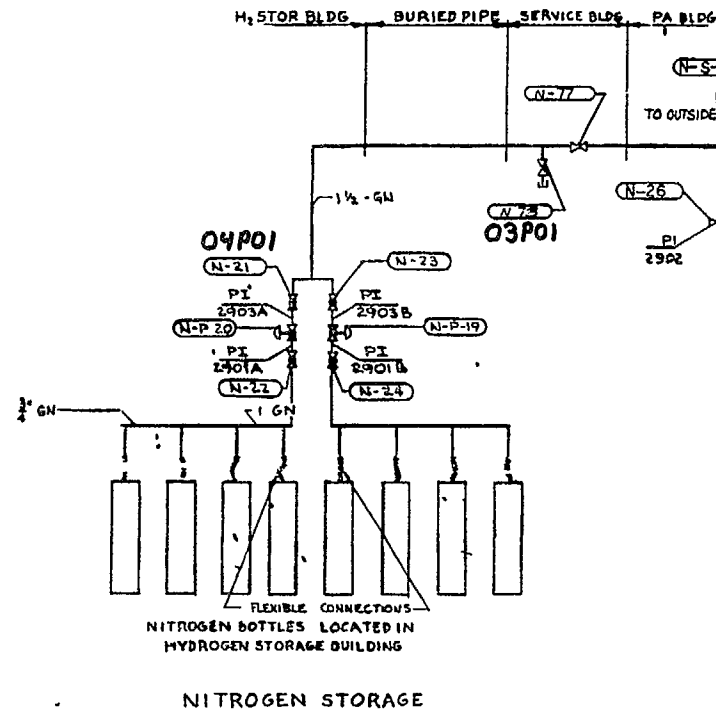 H₂ STOR BLDG BURIED PIPE SERVICE BLDG PA BLDG
N-S-
N-77
TO OUTSIDE
1 ½ - GN
N-26
N 73
03P01
PI
2902
04P01
N-21 N-23
PI PI
2903A 2903B
N-P 20 N-P-19
PI PI
2901A 2901B
N-22 N-24
¾" GN 1 GN
FLEXIBLE CONNECTIONS
NITROGEN BOTTLES LOCATED IN
HYDROGEN STORAGE BUILDING
NITROGEN STORAGE